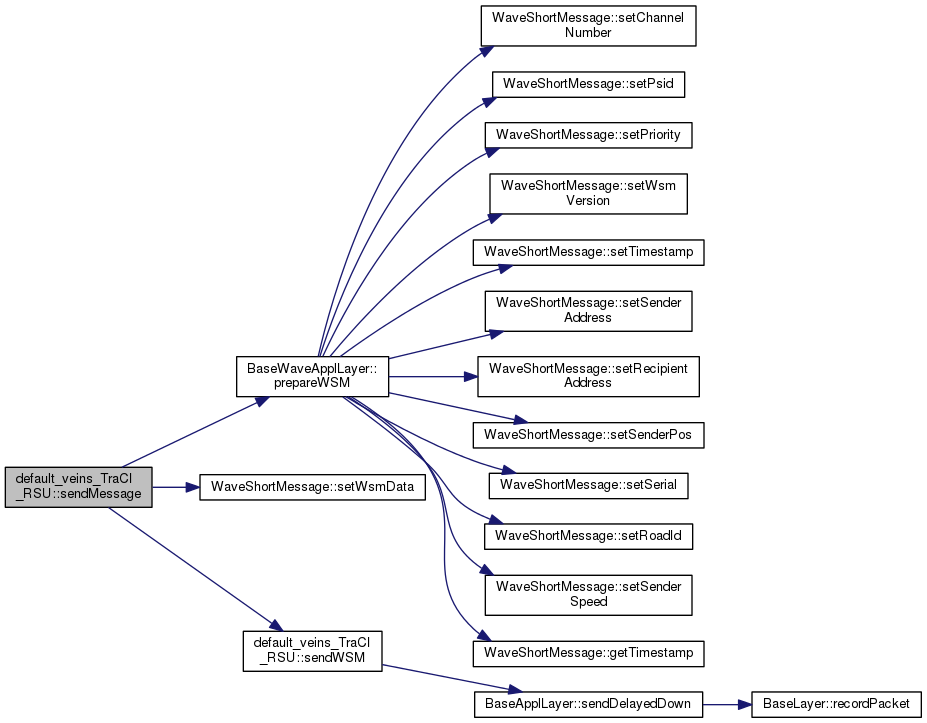 WaveShortMessage::setChannel
Number
WaveShortMessage::setPsid
WaveShortMessage::setPriority
WaveShortMessage::setWsm
Version
WaveShortMessage::setTimestamp
WaveShortMessage::setSender
Address
BaseWaveApplLayer::
prepareWSM
WaveShortMessage::setRecipient
Address
WaveShortMessage::setSenderPos
default_veins_TraCI
_RSU::sendMessage
WaveShortMessage::setWsmData
WaveShortMessage::setSerial
WaveShortMessage::setRoadId
WaveShortMessage::setSender
Speed
default_veins_TraCI
_RSU::sendWSM
WaveShortMessage::getTimestamp
BaseApplLayer::sendDelayedDown
BaseLayer::recordPacket